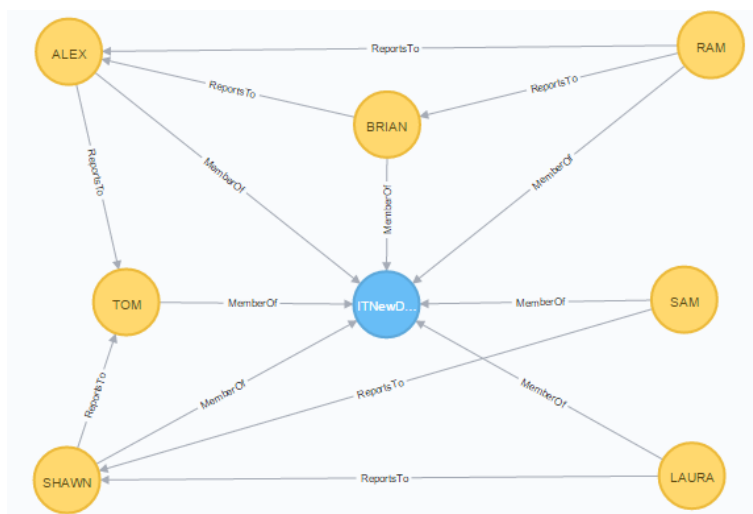 ALEX
ReportsTo
RAM
ReportsTo
ReportsTo
BRIAN
ReportsTo
MemberOf
MemberOf
MemberOf
TOM
MemberOf
ITNewD...
MemberOf
SAM
ReportsTo
MemberOf
ReportsTo
MemberOf
SHAWN
ReportsTo
LAURA